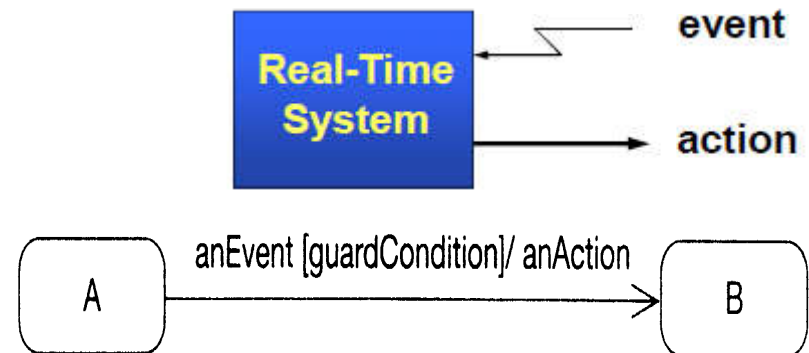 event
Real-Time
System
action
anEvent [guardCondition]/ anAction
A
B